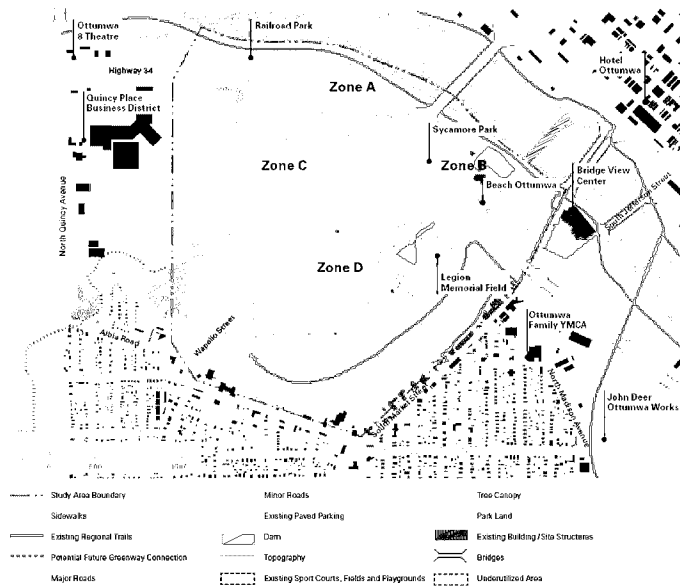 Ottumwa
8 Theatre
Railroad Park
Highway 34
Hotel
Ottumwa
Zone A
Quincy Place
Business District
Sycamore Park
Zone C
Zone B
Bridge View
Center
Beach Ottumwa
North Quincy Avenue
South Jefferson Street
Zone D
Legion
Memorial Field
Ottumwa
Family YMCA
Albia Road
Wapello Street
North Madison Avenue
John Deer
Ottumwa Works
Study Area Boundary
Minor Roads
Tree Canopy
Sidewalks
Existing Paved Parking
Park Land
Existing Regional Trails
Dam
Existing Building / Site Structures
Potential Future Greenway Connection
Topography
Bridges
Major Roads
Existing Sport Courts, Fields and Playgrounds
Underutilized Area